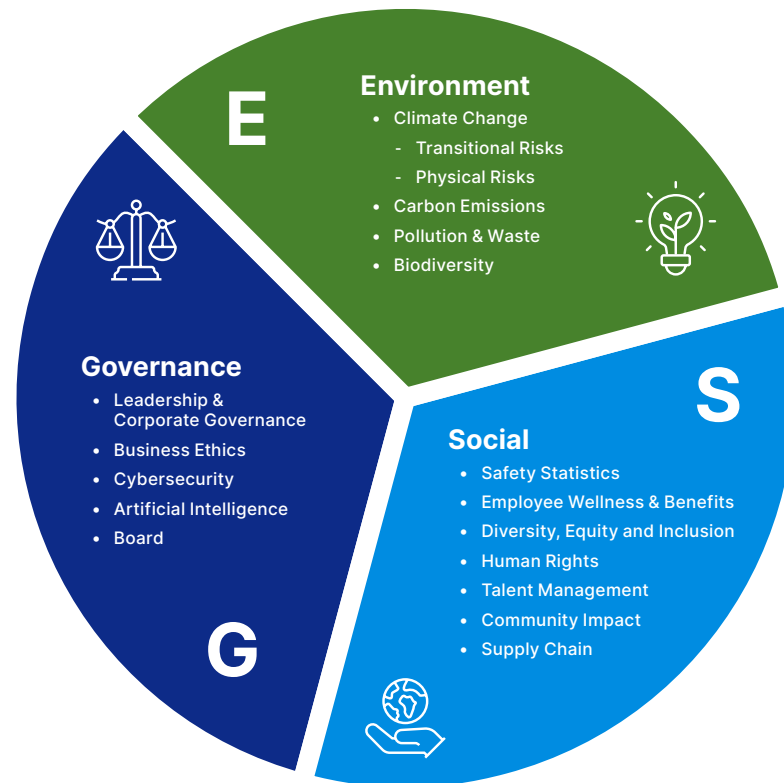 E
Environment
• Climate Change
- Transitional Risks
- Physical Risks
• Carbon Emissions
• Pollution & Waste
• Biodiversity
S
Social
• Safety Statistics
• Employee Wellness & Benefits
• Diversity, Equity and Inclusion
• Human Rights
• Talent Management
• Community Impact
• Supply Chain
Governance
• Leadership &
Corporate Governance
• Business Ethics
• Cybersecurity
• Artificial Intelligence
• Board
G